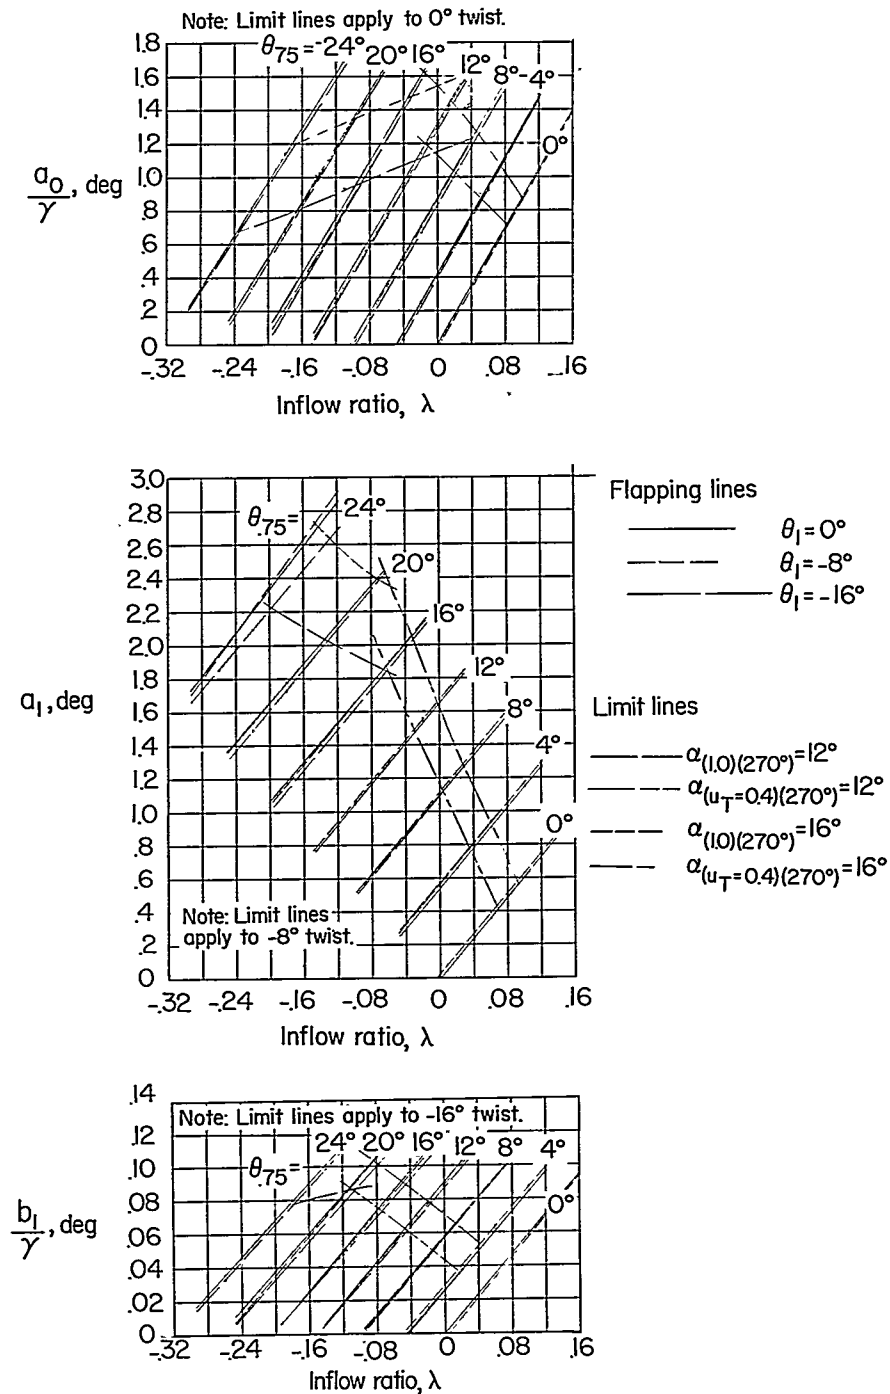 Note: Limit lines apply to 0° twist.
θ.75=-24° 20° 16° 12° 8° -4° 0°
1.8
1.6
1.4
1.2
1.0
.8
.6
.4
.2
0
a0/γ, deg
-.32 -.24 -.16 -.08 0 .08 .16
Inflow ratio, λ
3.0
2.8
2.6
2.4
2.2
2.0
1.8
1.6
1.4
1.2
1.0
.8
.6
.4
.2
0
a1, deg
θ.75= 24°
20°
16°
12°
8°
4°
0°
Note: Limit lines
apply to -8° twist.
-.32 -.24 -.16 -.08 0 .08 .16
Inflow ratio, λ
Flapping lines
θ1=0°
θ1=-8°
θ1=-16°
Limit lines
α(1.0)(270°)=12°
α(uT=0.4)(270°)=12°
α(1.0)(270°)=16°
α(uT=0.4)(270°)=16°
.14
.12
.10
.08
.06
.04
.02
0
b1/γ, deg
Note: Limit lines apply to -16° twist.
24° 20° 16° 12° 8° 4°
θ.75=
0°
-.32 -.24 -.16 -.08 0 .08 .16
Inflow ratio, λ